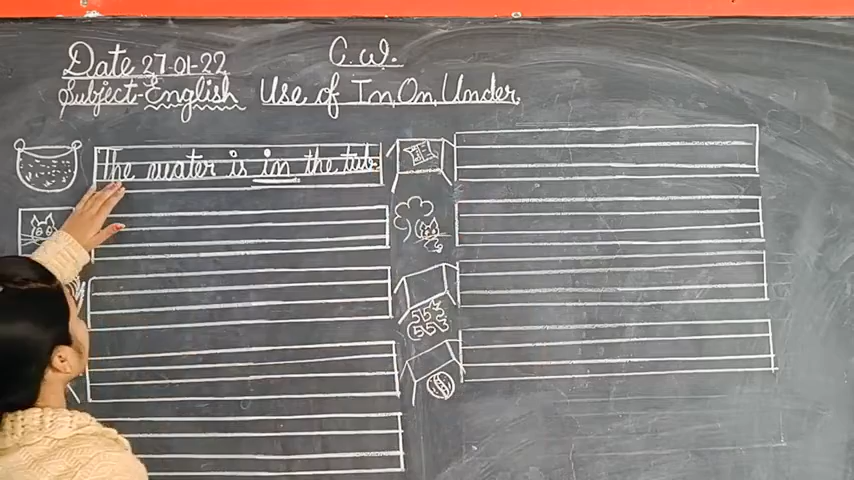 Date 27-01-22
C.W.
Subject-English
Use of In, On, Under
The water is in the tub.